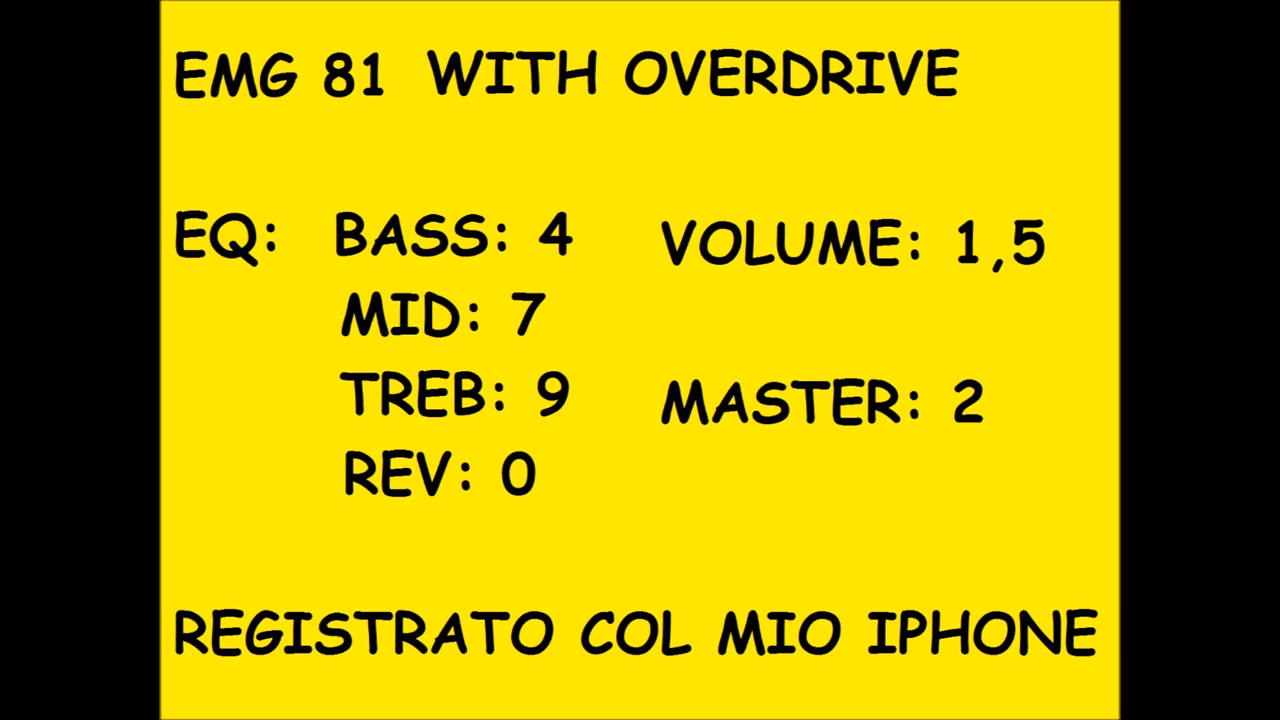 EMG 81 WITH OVERDRIVE
EQ: BASS: 4 VOLUME: 1,5
MID: 7
TREB: 9 MASTER: 2
REV: 0
REGISTRATO COL MIO IPHONE